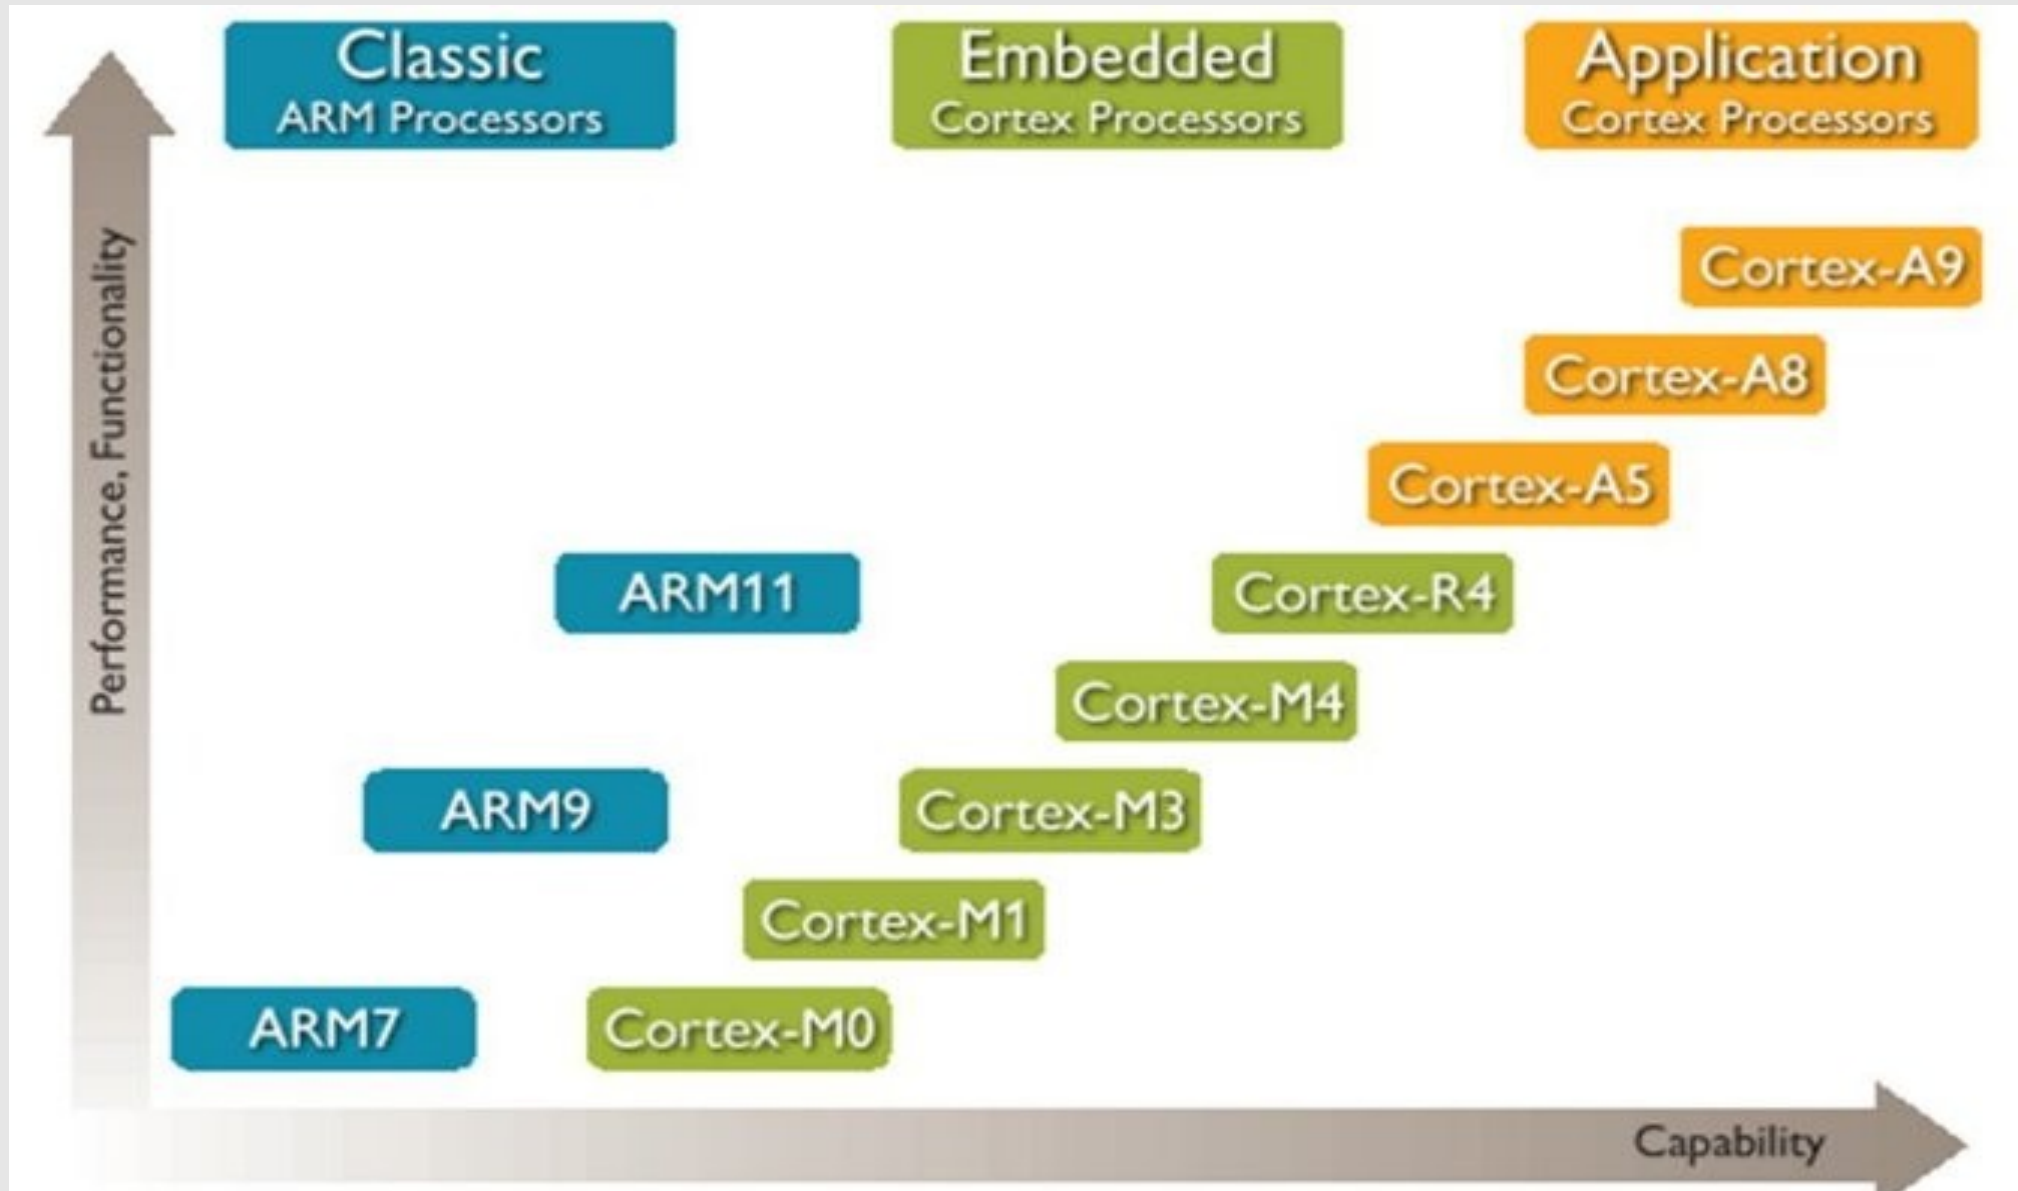 Classic
ARM Processors
Embedded
Cortex Processors
Application
Cortex Processors
Performance, Functionality
Cortex-A9
Cortex-A8
Cortex-A5
ARM11
Cortex-R4
Cortex-M4
ARM9
Cortex-M3
Cortex-M1
ARM7
Cortex-M0
Capability